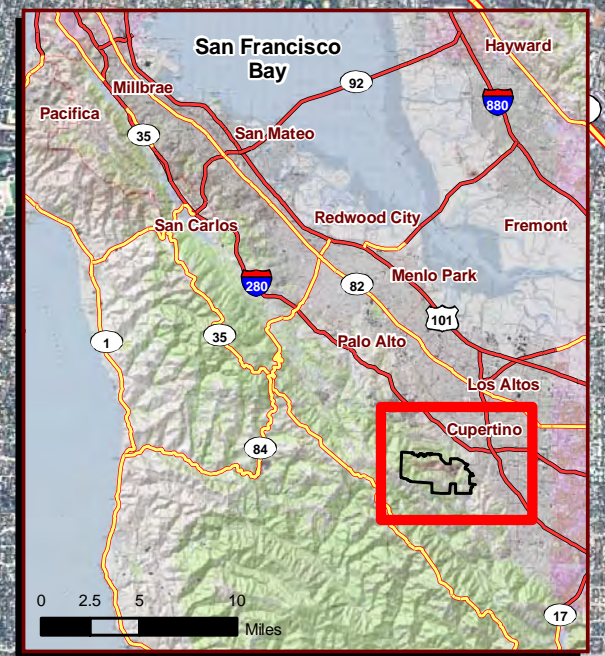 San Francisco
Bay
Hayward
92
Millbrae
880
Pacifica
35
San Mateo
Redwood City
San Carlos
Fremont
280
82
Menlo Park
101
35
1
Palo Alto
Los Altos
Cupertino
84
0 2.5 5 10
Miles
17